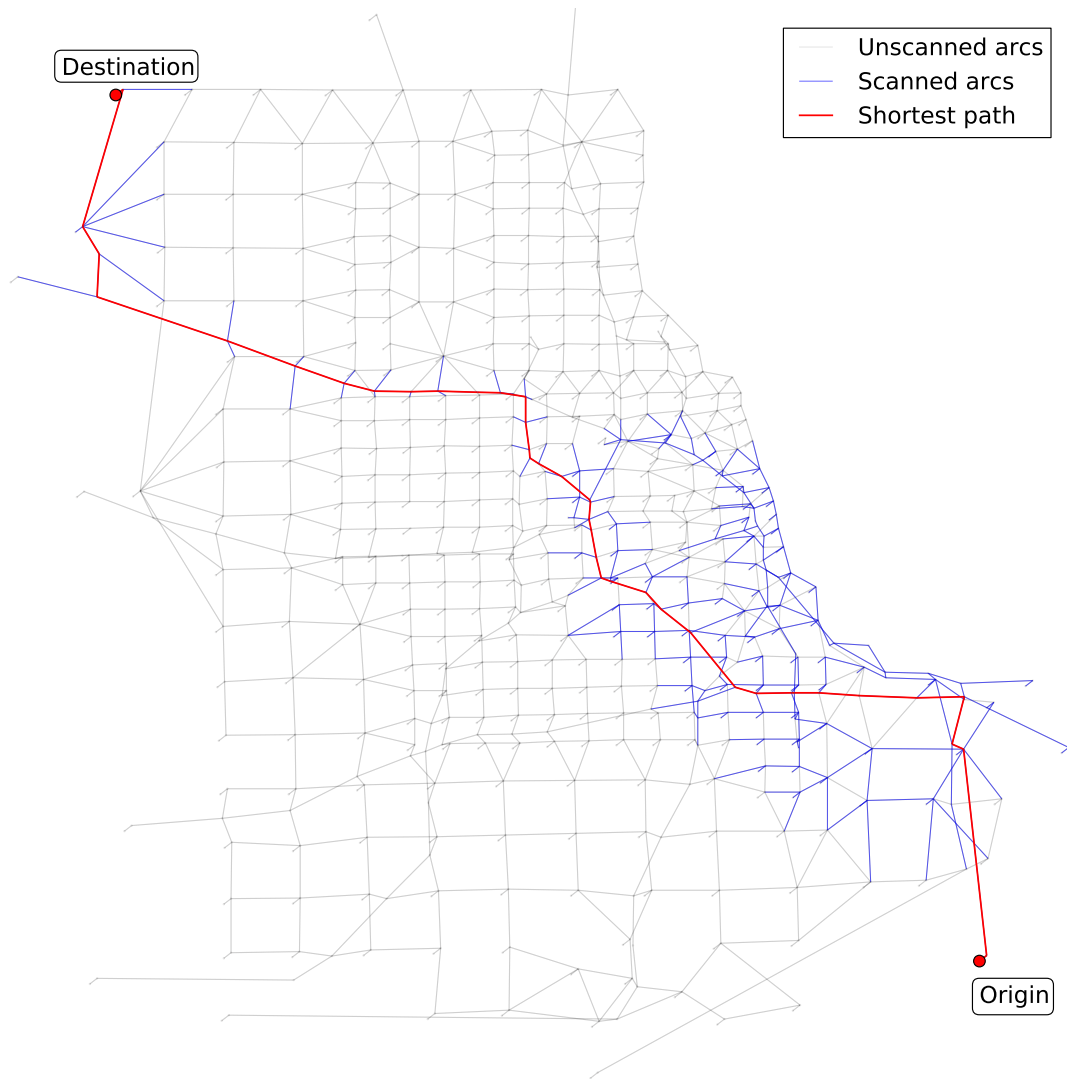 Destination
Unscanned arcs
Scanned arcs
Shortest path
Origin